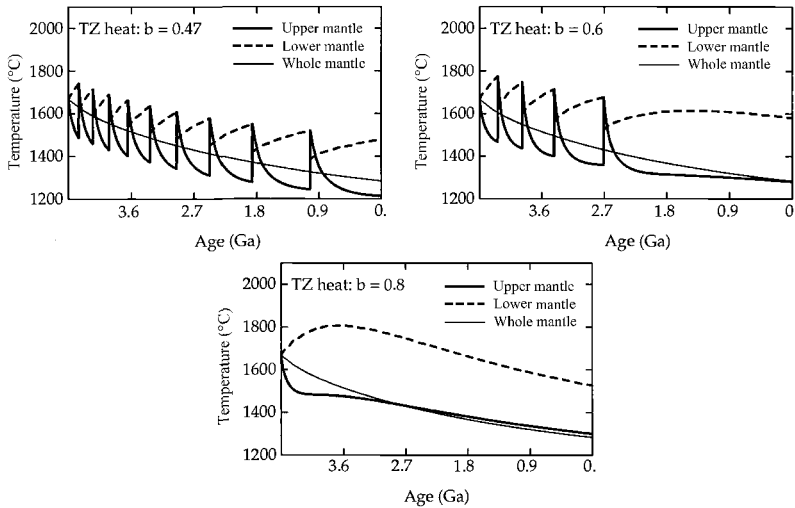 2000
TZ heat: b = 0.47
Upper mantle
Lower mantle
Whole mantle
1800
1600
1400
1200
Temperature (°C)
3.6 2.7 1.8 0.9 0.
Age (Ga)
2000
TZ heat: b = 0.6
Upper mantle
Lower mantle
Whole mantle
1800
1600
1400
1200
Temperature (°C)
3.6 2.7 1.8 0.9 0
Age (Ga)
2000
TZ heat: b = 0.8
Upper mantle
Lower mantle
Whole mantle
1800
1600
1400
1200
Temperature (°C)
3.6 2.7 1.8 0.9 0.
Age (Ga)